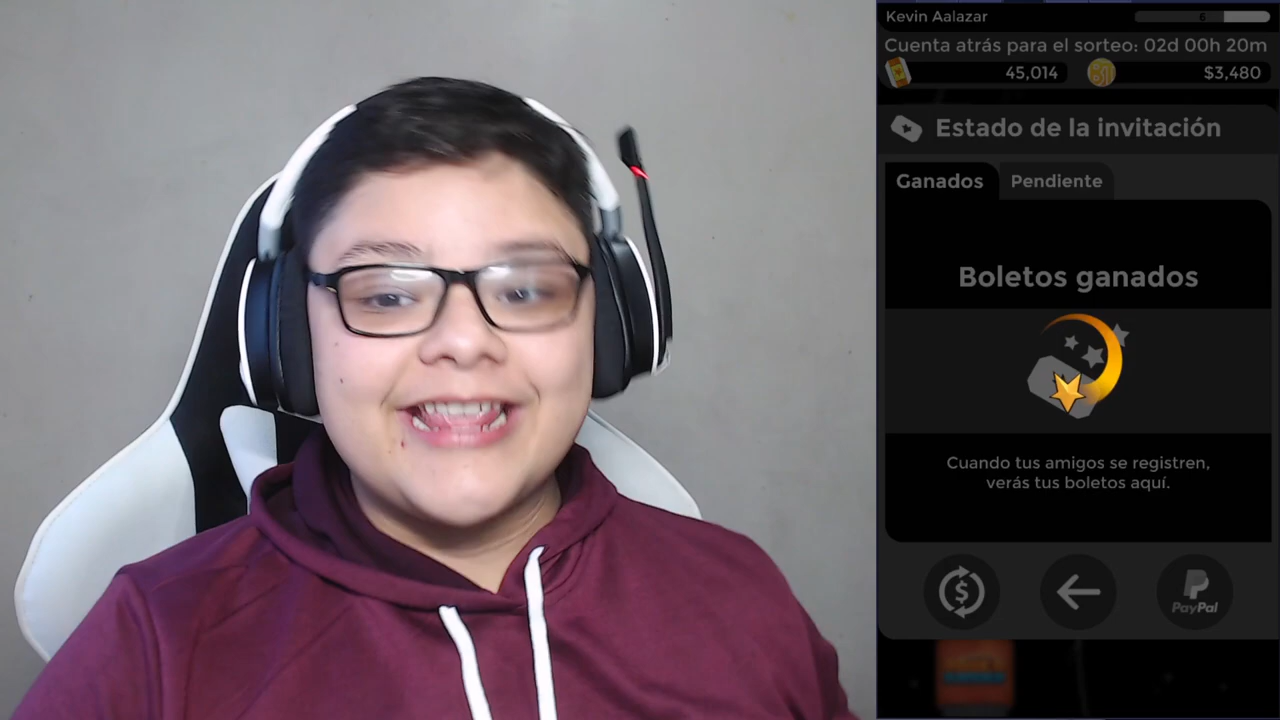 Kevin Aalazar
6
Cuenta atrás para el sorteo: 02d 00h 20m
45,014
$3,480
Estado de la invitación
Ganados
Pendiente
Boletos ganados
Cuando tus amigos se registren,
verás tus boletos aquí.
$
PayPal